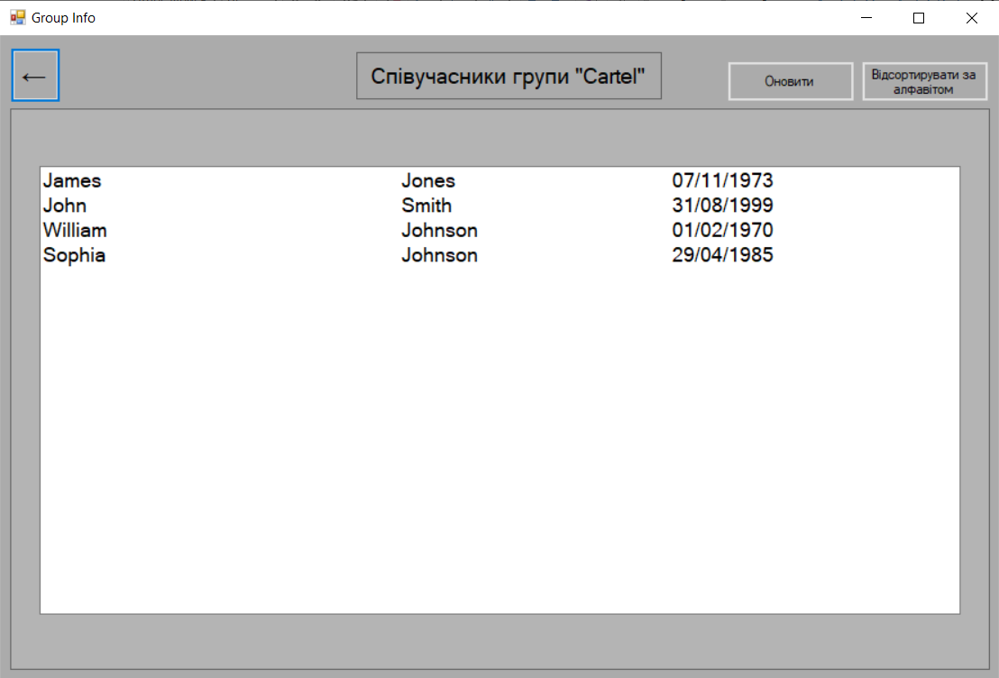 Group Info
←
Співучасники групи "Cartel"
Оновити
Відсортирувати за
алфавітом
James Jones 07/11/1973
John Smith 31/08/1999
William Johnson 01/02/1970
Sophia Johnson 29/04/1985